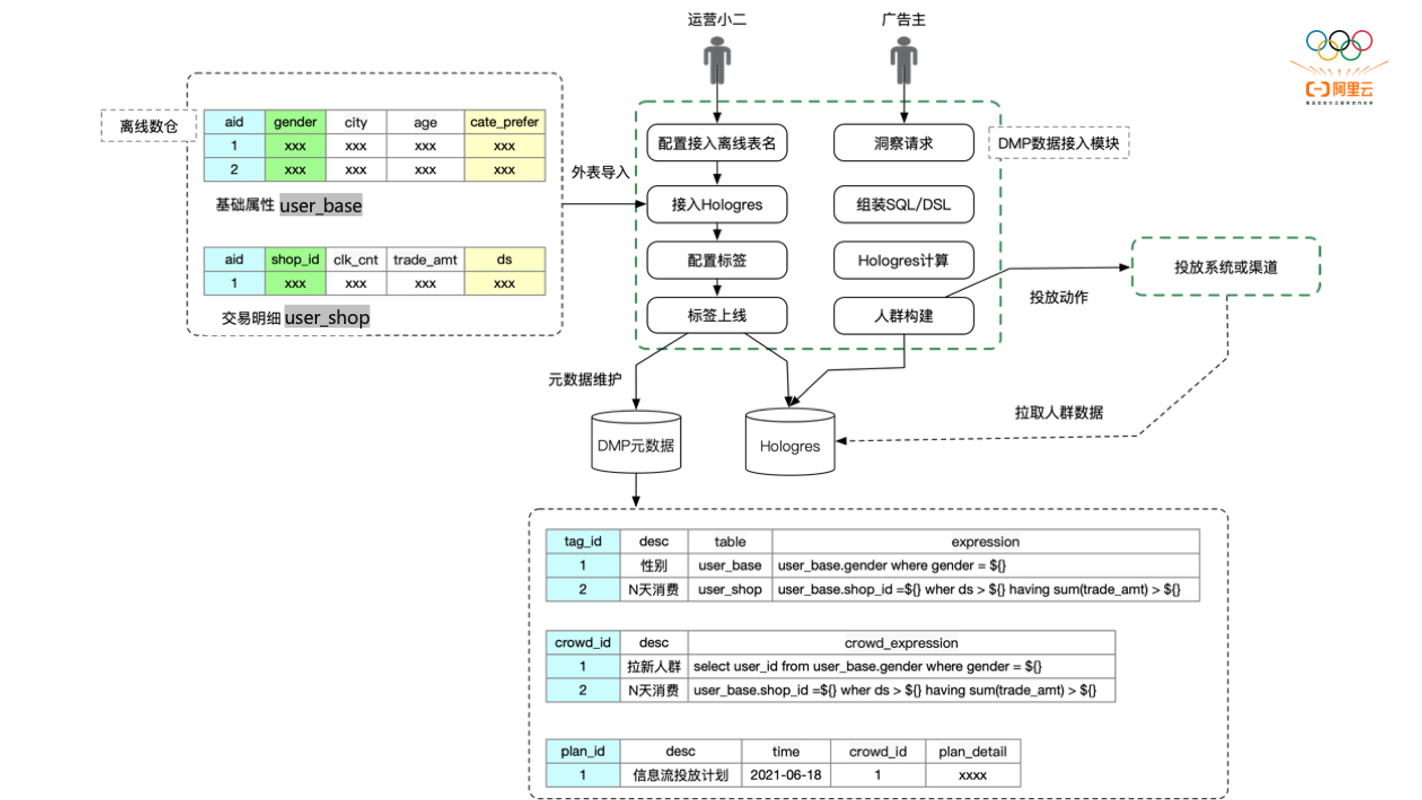 运营小二
广告主
阿里云
离线数仓
aid gender city age cate_prefer
1 xxx xxx xxx xxx
2 xxx xxx xxx xxx
基础属性 user_base
aid shop_id clk_cnt trade_amt ds
1 xxx xxx xxx xxx
交易明细 user_shop
外表导入
配置接入离线表名
接入Hologres
配置标签
标签上线
洞察请求
组装SQL/DSL
Hologres计算
人群构建
DMP数据接入模块
投放动作
投放系统或渠道
拉取人群数据
元数据维护
DMP元数据
Hologres
tag_id desc table expression
1 性别 user_base user_base.gender where gender = ${}
2 N天消费 user_shop user_base.shop_id =${} wher ds > ${} having sum(trade_amt) > ${}
crowd_id desc crowd_expression
1 拉新人群 select user_id from user_base.gender where gender = ${}
2 N天消费 user_base.shop_id =${} wher ds > ${} having sum(trade_amt) > ${}
plan_id desc time crowd_id plan_detail
1 信息流投放计划 2021-06-18 1 xxxx